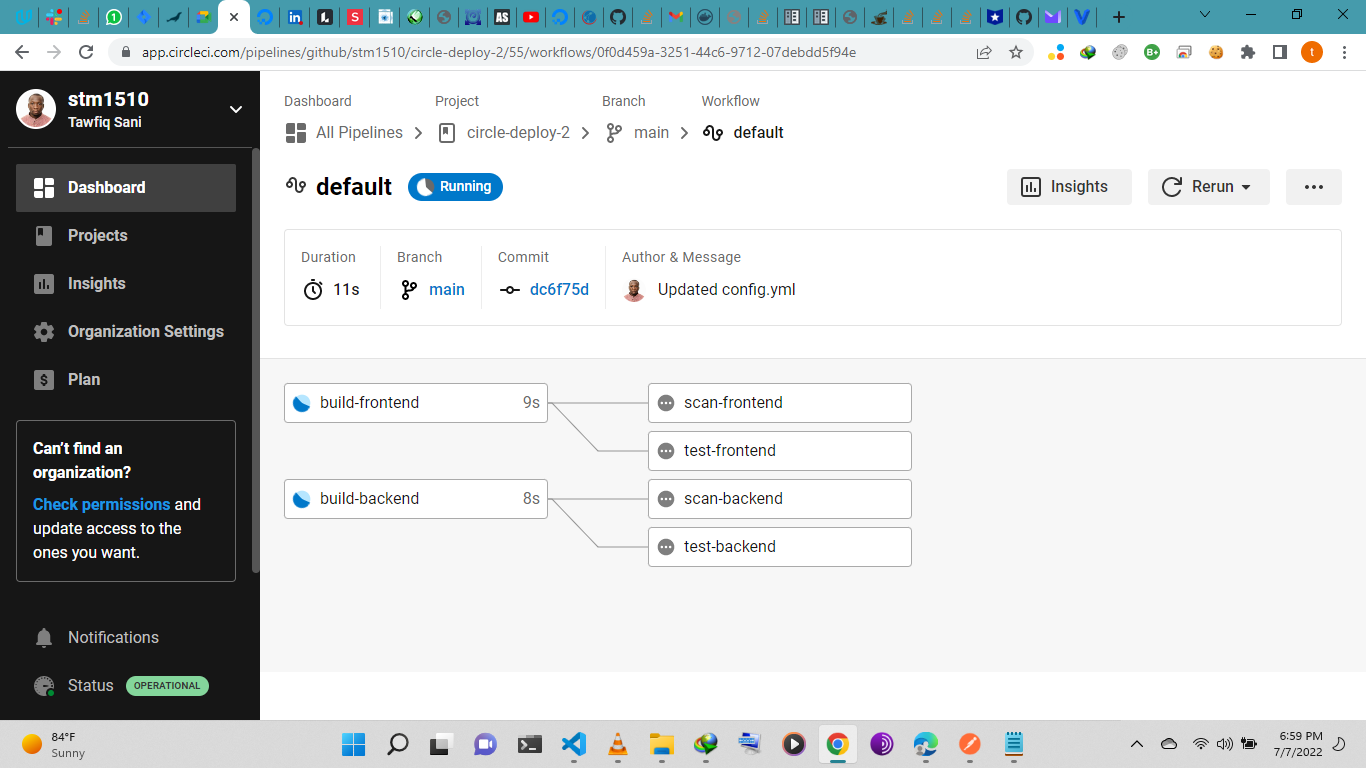 app.circleci.com/pipelines/github/stm1510/circle-deploy-2/55/workflows/0f0d459a-3251-44c6-9712-07debdd5f94e
stm1510
Tawfiq Sani
Dashboard
Projects
Insights
Organization Settings
Plan
Can't find an
organization?
Check permissions and
update access to the
ones you want.
Notifications
Status OPERATIONAL
Dashboard Project Branch Workflow
All Pipelines circle-deploy-2 main default
default Running
Insights Rerun
Duration Branch Commit Author & Message
11s main dc6f75d Updated config.yml
build-frontend 9s scan-frontend
test-frontend
build-backend 8s scan-backend
test-backend
84°F
Sunny
6:59 PM
7/7/2022